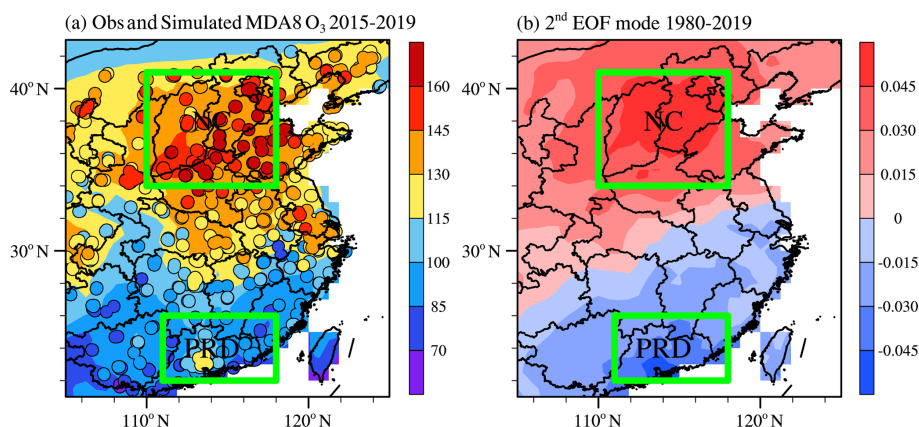 (a) Obs and Simulated MDA8 O₃ 2015-2019
(b) 2ⁿᵈ EOF mode 1980-2019
40° N
30° N
NC
PRD
110° N
120° N
160
145
130
115
100
85
70
NC
PRD
110° N
120° N
0.045
0.030
0.015
0
-0.015
-0.030
-0.045